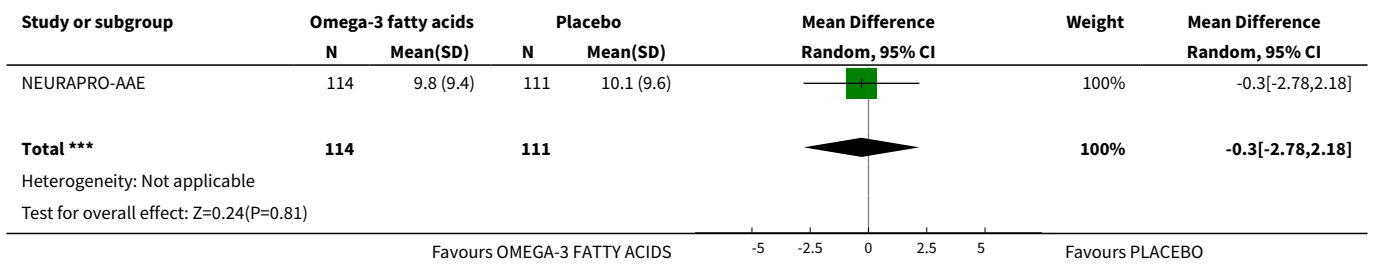 Study or subgroup Omega-3 fatty acids Placebo Mean Difference Weight Mean Difference
N Mean(SD) N Mean(SD) Random, 95% CI Random, 95% CI
NEURAPRO-AAE 114 9.8 (9.4) 111 10.1 (9.6) 100% -0.3[-2.78,2.18]
Total *** 114 111 100% -0.3[-2.78,2.18]
Heterogeneity: Not applicable
Test for overall effect: Z=0.24(P=0.81)
Favours OMEGA-3 FATTY ACIDS -5 -2.5 0 2.5 5 Favours PLACEBO